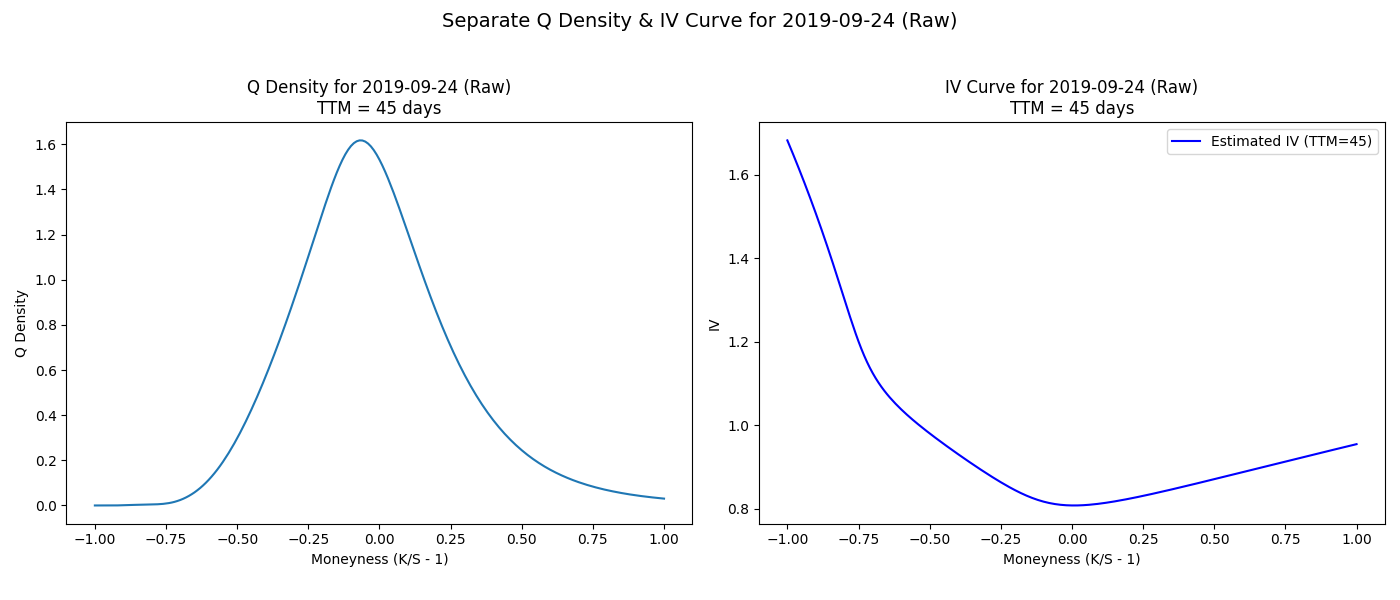 Separate Q Density & IV Curve for 2019-09-24 (Raw)
Q Density for 2019-09-24 (Raw)
TTM = 45 days
Q Density
1.6
1.4
1.2
1.0
0.8
0.6
0.4
0.2
0.0
−1.00 −0.75 −0.50 −0.25 0.00 0.25 0.50 0.75 1.00
Moneyness (K/S - 1)
IV Curve for 2019-09-24 (Raw)
TTM = 45 days
Estimated IV (TTM=45)
IV
1.6
1.4
1.2
1.0
0.8
−1.00 −0.75 −0.50 −0.25 0.00 0.25 0.50 0.75 1.00
Moneyness (K/S - 1)